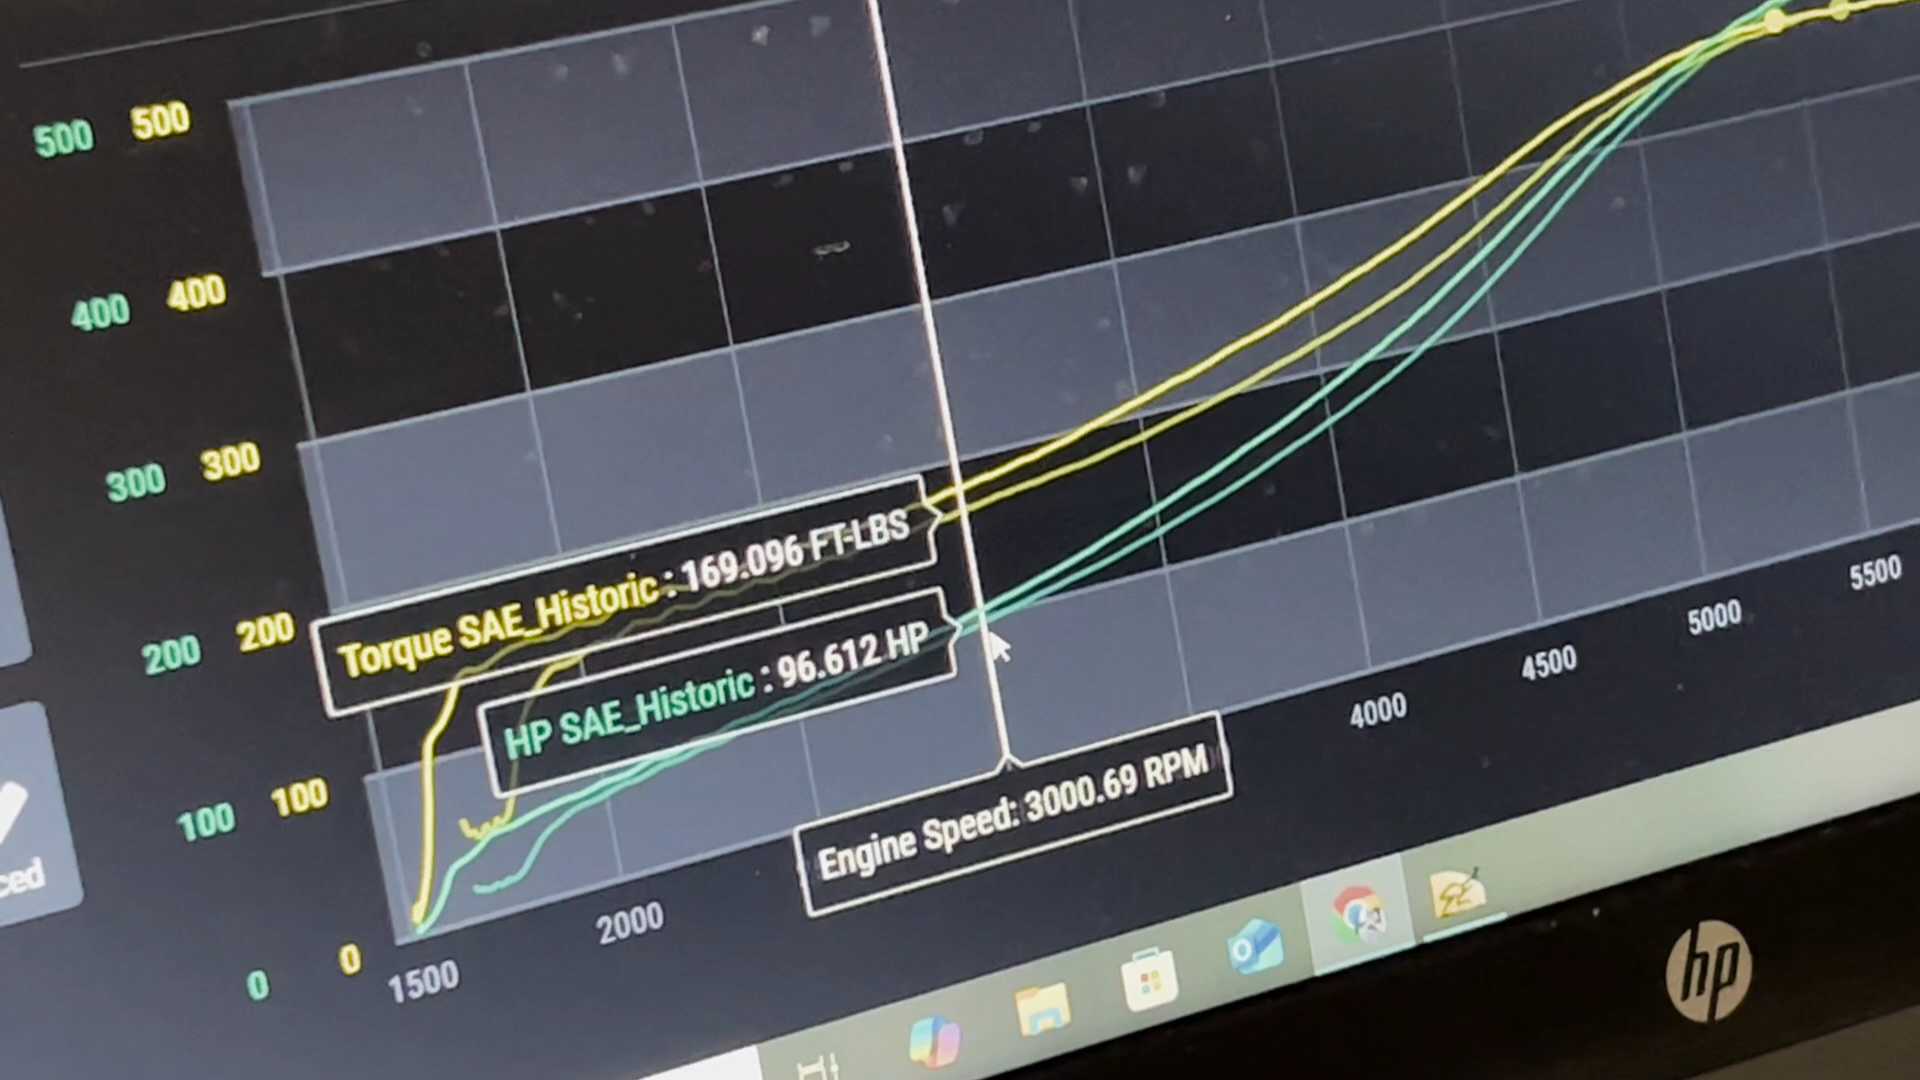 500 500
400 400
300 300
200 200
100 100
0 0
Torque SAE_Historic : 169.096 FT-LBS
HP SAE_Historic : 96.612 HP
Engine Speed: 3000.69 RPM
1500 2000 4000 4500 5000 5500
ced
hp